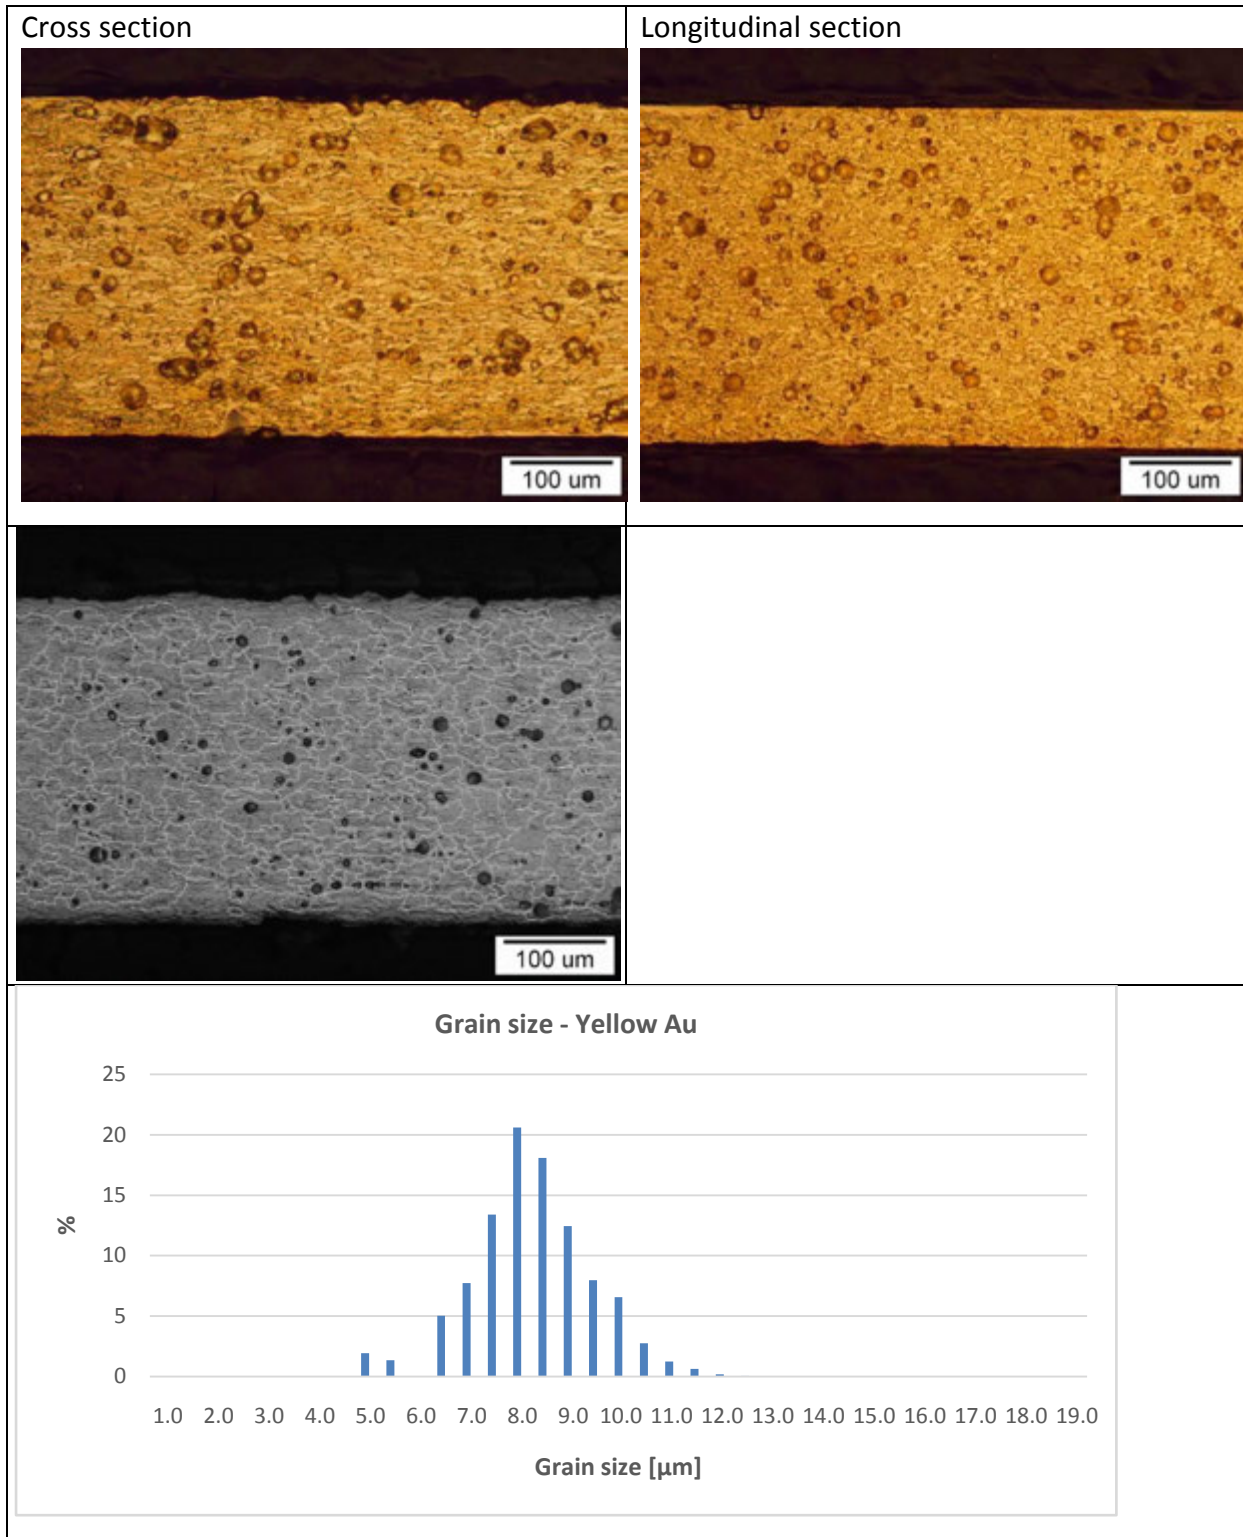 Cross section
Longitudinal section
100 um
100 um
100 um
Grain size - Yellow Au
25
20
15
10
5
0
%
1.0 2.0 3.0 4.0 5.0 6.0 7.0 8.0 9.0 10.0 11.0 12.0 13.0 14.0 15.0 16.0 17.0 18.0 19.0
Grain size [µm]